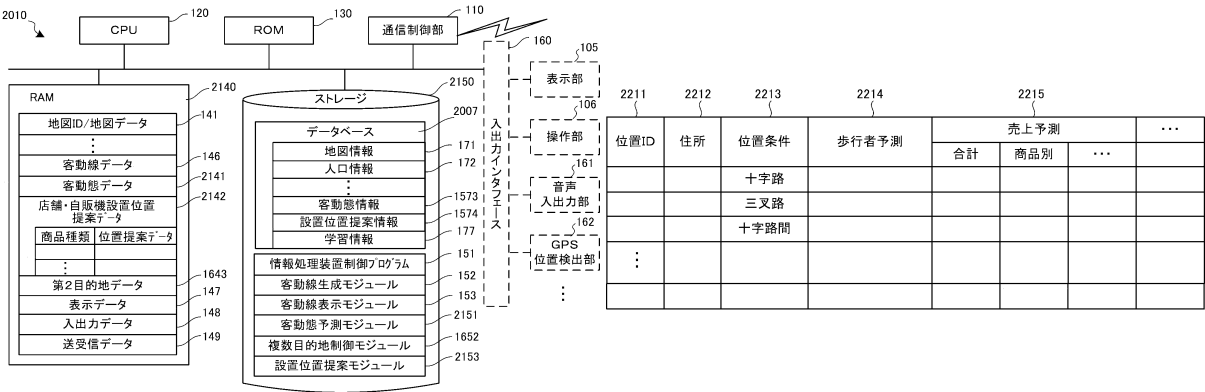 2010
120
CPU
130
ROM
110
通信制御部
160
入出力インタフェース
105
表示部
106
操作部
161
音声
入出力部
162
GPS
位置検出部
⋮
2140
RAM
地図ID/地図データ 141
⋮
客動線データ 146
客動態データ 2141
店舗・自販機設置位置
提案データ 2142
商品種類 位置提案データ
⋮
第2目的地データ 1643
表示データ 147
入出力データ 148
送受信データ 149
2150
ストレージ
2007
データベース
地図情報 171
人口情報 172
⋮
客動態情報 1573
設置位置提案情報 1574
学習情報 177
情報処理装置制御プログラム 151
客動線生成モジュール 152
客動線表示モジュール 153
客動態予測モジュール 2151
複数目的地制御モジュール 1652
設置位置提案モジュール 2153
2211 2212 2213 2214 2215
位置ID 住所 位置条件 歩行者予測 売上予測 ⋯
合計 商品別 ⋯
十字路
三叉路
十字路間
⋮